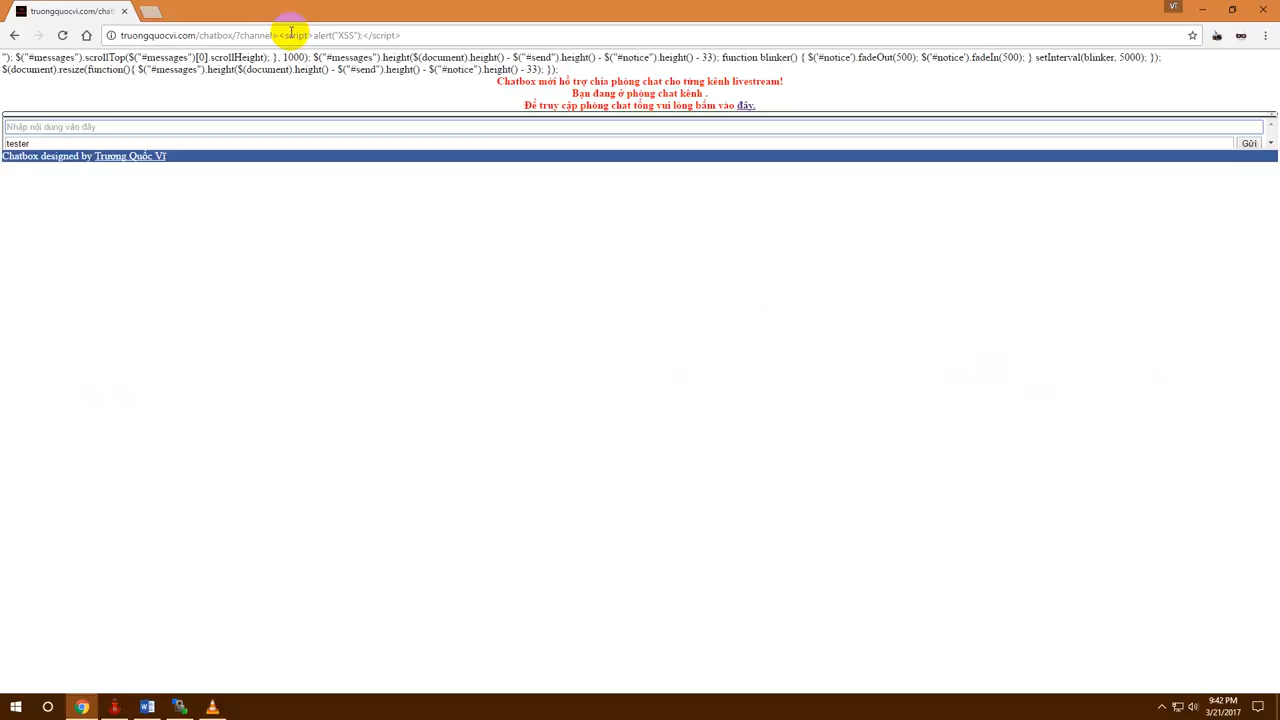 truongquocvi.com/chatl
Vĩ
truongquocvi.com/chatbox/?channel=<script>alert("XSS");</script>
"); $("#messages").scrollTop($("#messages")[0].scrollHeight); }, 1000); $("#messages").height($(document).height() - $("#send").height() - $("#notice").height() - 33); function blinker() { $('#notice').fadeOut(500); $('#notice').fadeIn(500); } setInterval(blinker, 5000); });
$(document).resize(function(){ $("#messages").height($(document).height() - $("#send").height() - $("#notice").height() - 33); });
Chatbox mới hỗ trợ chia phòng chat cho từng kênh livestream!
Bạn đang ở phòng chat kênh .
Để truy cập phòng chat tổng vui lòng bấm vào đây.
Nhập nội dung vào đây
tester
Gửi
Chatbox designed by Trương Quốc Vĩ
9:42 PM
3/21/2017